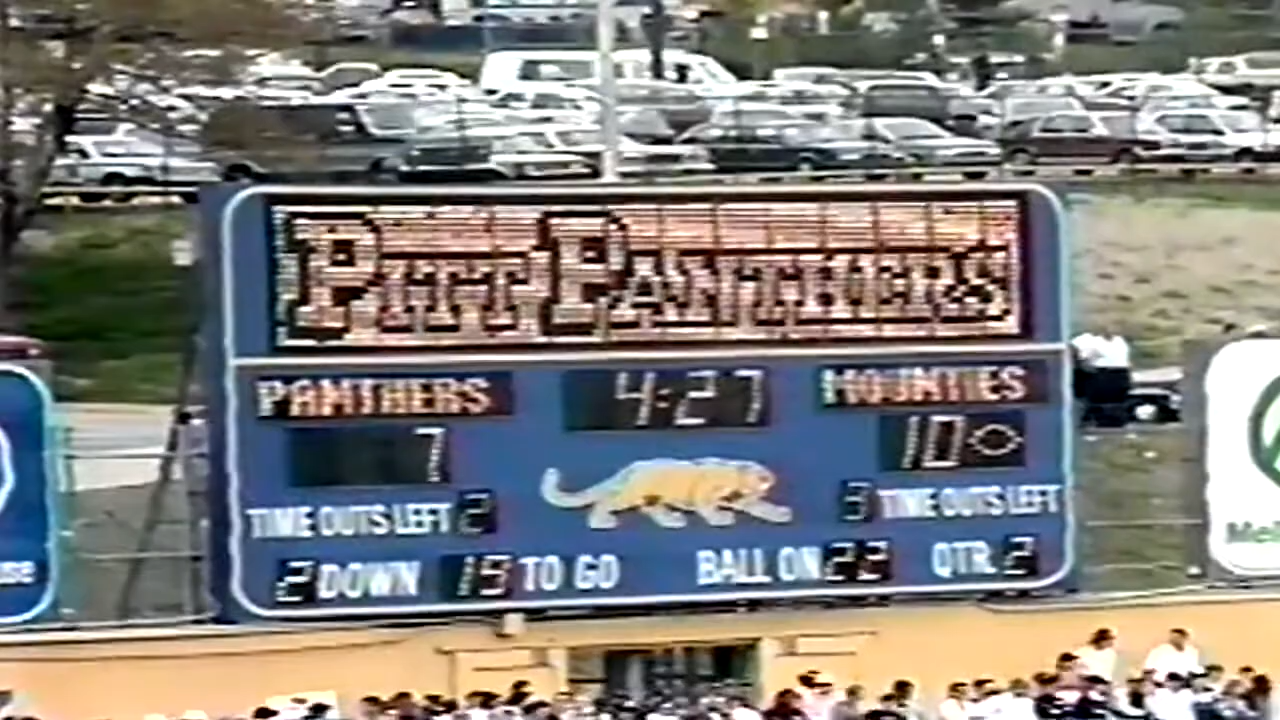 PITT PANTHERS
PANTHERS 4:27 MOUNTIES
7 10
TIME OUTS LEFT 2 3 TIME OUTS LEFT
2 DOWN 15 TO GO BALL ON 22 QTR. 2